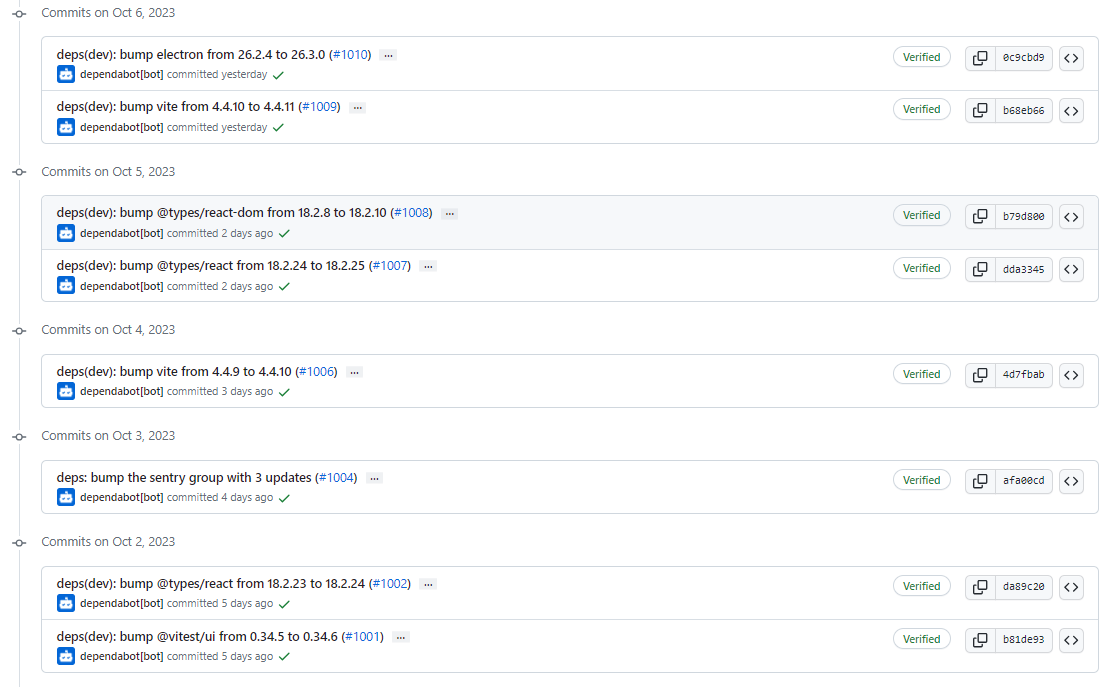 Commits on Oct 6, 2023
deps(dev): bump electron from 26.2.4 to 26.3.0 (#1010) ...
Verified 0c9cbd9
dependabot[bot] committed yesterday
deps(dev): bump vite from 4.4.10 to 4.4.11 (#1009) ...
Verified b68eb66
dependabot[bot] committed yesterday
Commits on Oct 5, 2023
deps(dev): bump @types/react-dom from 18.2.8 to 18.2.10 (#1008) ...
Verified b79d800
dependabot[bot] committed 2 days ago
deps(dev): bump @types/react from 18.2.24 to 18.2.25 (#1007) ...
Verified dda3345
dependabot[bot] committed 2 days ago
Commits on Oct 4, 2023
deps(dev): bump vite from 4.4.9 to 4.4.10 (#1006) ...
Verified 4d7fbab
dependabot[bot] committed 3 days ago
Commits on Oct 3, 2023
deps: bump the sentry group with 3 updates (#1004) ...
Verified afa00cd
dependabot[bot] committed 4 days ago
Commits on Oct 2, 2023
deps(dev): bump @types/react from 18.2.23 to 18.2.24 (#1002) ...
Verified da89c20
dependabot[bot] committed 5 days ago
deps(dev): bump @vitest/ui from 0.34.5 to 0.34.6 (#1001) ...
Verified b81de93
dependabot[bot] committed 5 days ago